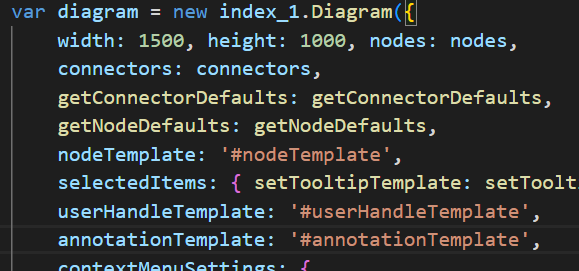 var diagram = new index_1.Diagram({
width: 1500, height: 1000, nodes: nodes,
connectors: connectors,
getConnectorDefaults: getConnectorDefaults,
getNodeDefaults: getNodeDefaults,
nodeTemplate: '#nodeTemplate',
selectedItems: { setTooltipTemplate: setToolt
userHandleTemplate: '#userHandleTemplate',
annotationTemplate: '#annotationTemplate',
contextMenuSettings: {